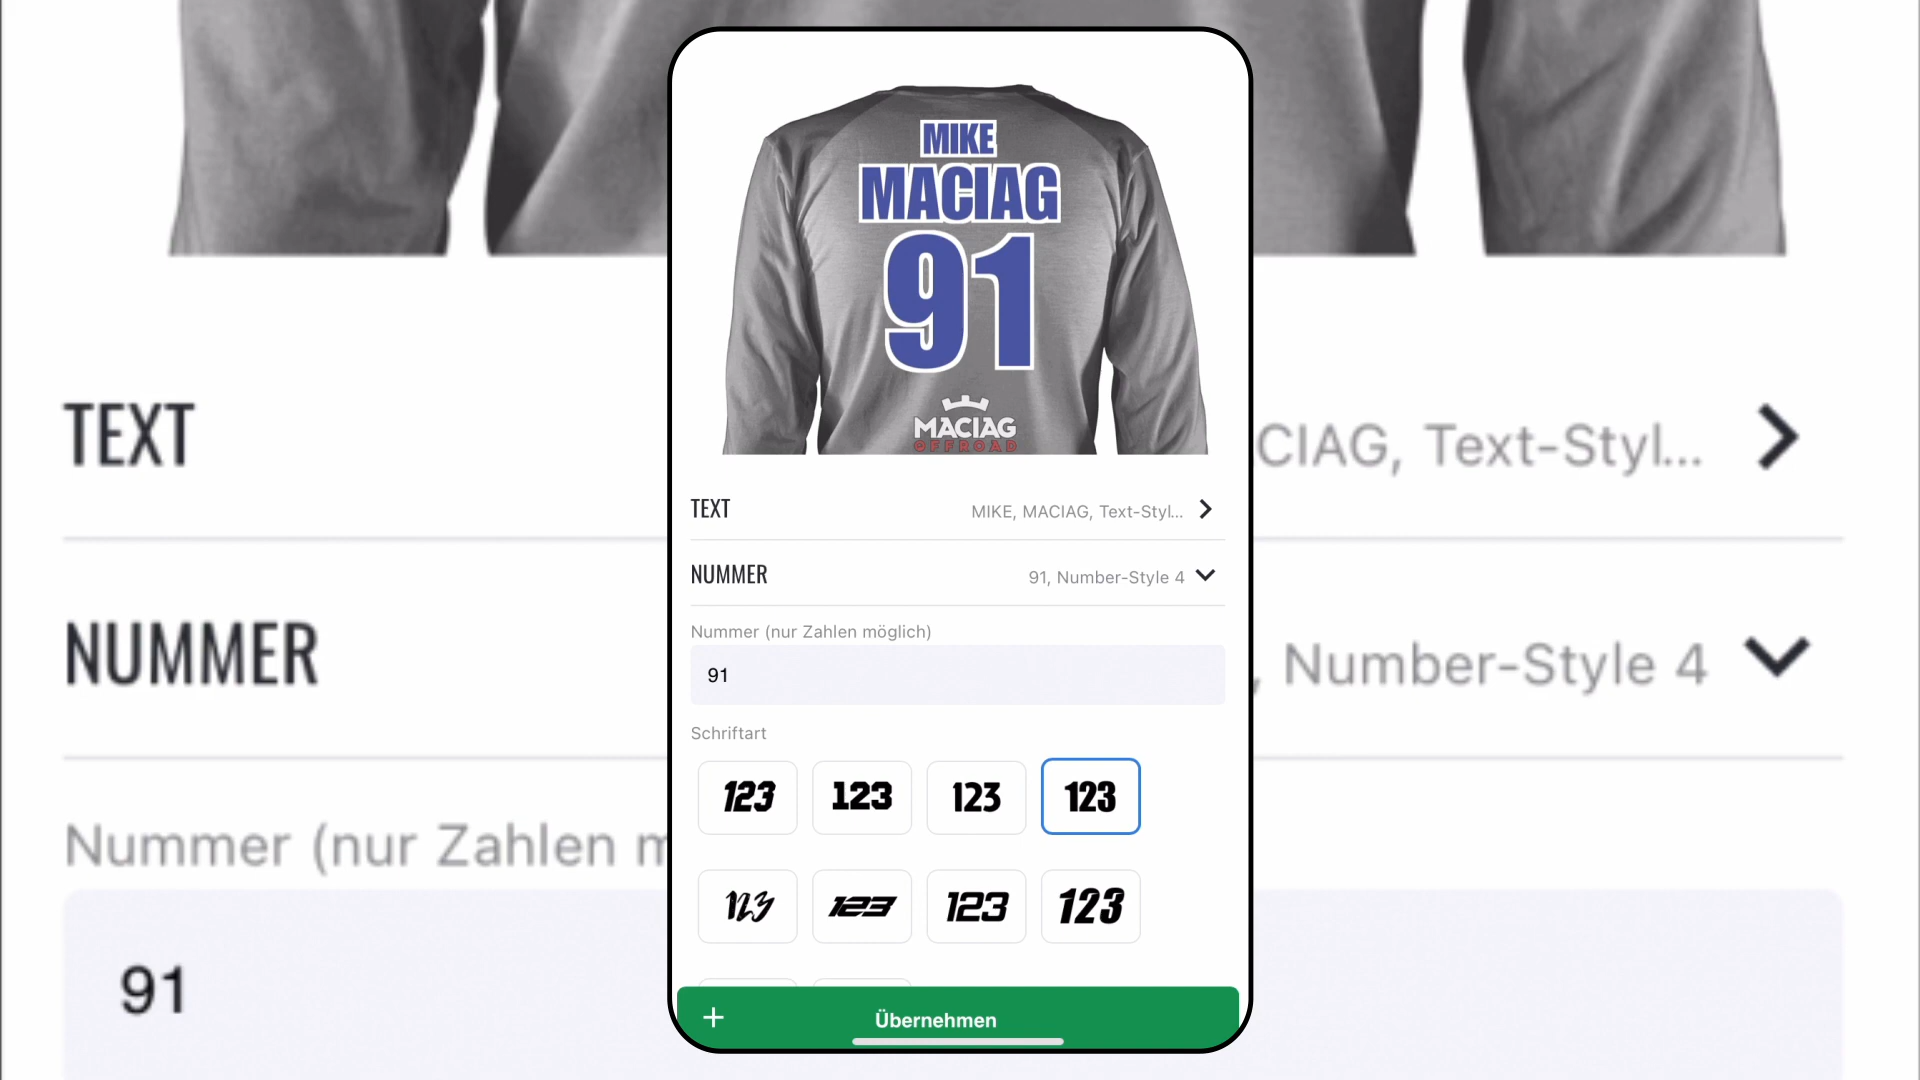 MIKE
MACIAG
91
MACIAG
OFFROAD
TEXT
MIKE, MACIAG, Text-Styl...
NUMMER
91, Number-Style 4
Nummer (nur Zahlen möglich)
91
Schriftart
123 123 123 123
123 123 123 123
+ Übernehmen
TEXT
CIAG, Text-Styl...
NUMMER
, Number-Style 4
Nummer (nur Zahlen m
91